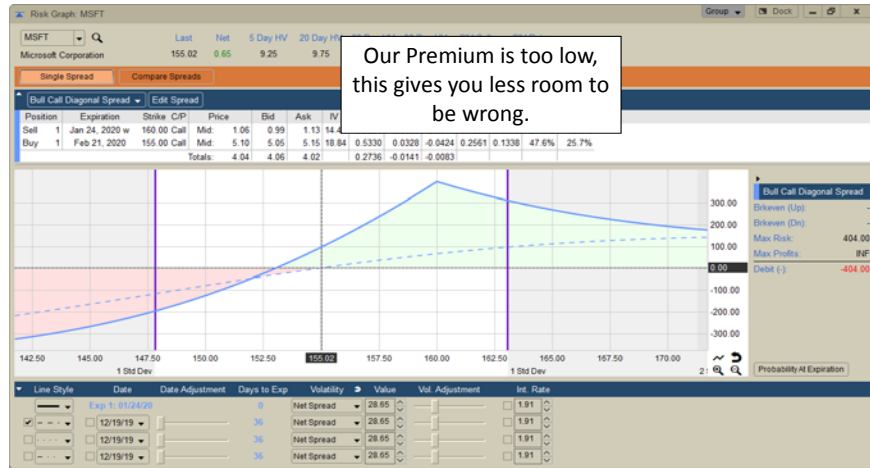 Risk Graph: MSFT
Group
Dock
MSFT
Last Net 5 Day HV 20 Day HV
Microsoft Corporation 155.02 0.65 9.25 9.75
Our Premium is too low,
this gives you less room to
be wrong.
Single Spread Compare Spreads
Bull Call Diagonal Spread Edit Spread
Position Expiration Strike C/P Price Bid Ask IV
Sell 1 Jan 24, 2020 w 160.00 Call Mid: 1.06 0.99 1.13 14.4
Buy 1 Feb 21, 2020 155.00 Call Mid: 5.10 5.05 5.15 18.84 0.5330 0.0328 -0.0424 0.2561 0.1338 47.6% 25.7%
Totals: 4.04 4.06 4.02 0.2736 -0.0141 -0.0083
300.00
200.00
100.00
0.00
-100.00
-200.00
-300.00
Bull Call Diagonal Spread
Brkeven (Up): -
Brkeven (Dn): -
Max Risk: 404.00
Max Profits: INF
Debit (-): -404.00
142.50 145.00 147.50 150.00 152.50 155.02 157.50 160.00 162.50 165.00 167.50 170.00
1 Std Dev 1 Std Dev 2
Probability At Expiration
Line Style Date Date Adjustment Days to Exp Volatility Value Vol. Adjustment Int. Rate
Exp 1: 01/24/20 0 Net Spread 28.65 1.91
12/19/19 36 Net Spread 28.65 1.91
12/19/19 36 Net Spread 28.65 1.91
12/19/19 36 Net Spread 28.65 1.91